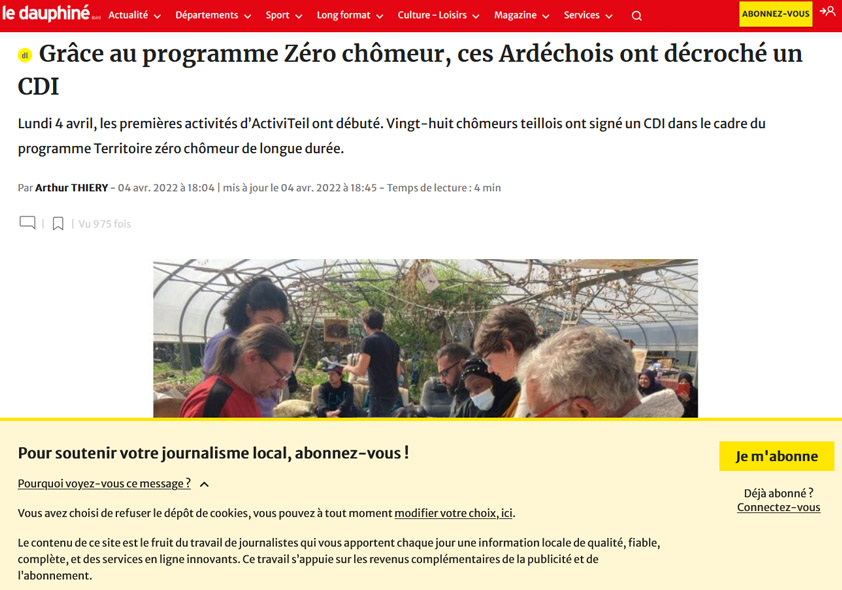 le dauphiné
Actualité Départements Sport Long format Culture - Loisirs Magazine Services ABONNEZ-VOUS
dl Grâce au programme Zéro chômeur, ces Ardéchois ont décroché un
CDI
Lundi 4 avril, les premières activités d'ActiviTeil ont débuté. Vingt-huit chômeurs teillois ont signé un CDI dans le cadre du
programme Territoire zéro chômeur de longue durée.
Par Arthur THIERY - 04 avr. 2022 à 18:04 | mis à jour le 04 avr. 2022 à 18:45 - Temps de lecture : 4 min
| | Vu 975 fois
Pour soutenir votre journalisme local, abonnez-vous !
Je m'abonne
Pourquoi voyez-vous ce message ?
Déjà abonné ?
Connectez-vous
Vous avez choisi de refuser le dépôt de cookies, vous pouvez à tout moment modifier votre choix, ici.
Le contenu de ce site est le fruit du travail de journalistes qui vous apportent chaque jour une information locale de qualité, fiable,
complète, et des services en ligne innovants. Ce travail s'appuie sur les revenus complémentaires de la publicité et de
l'abonnement.